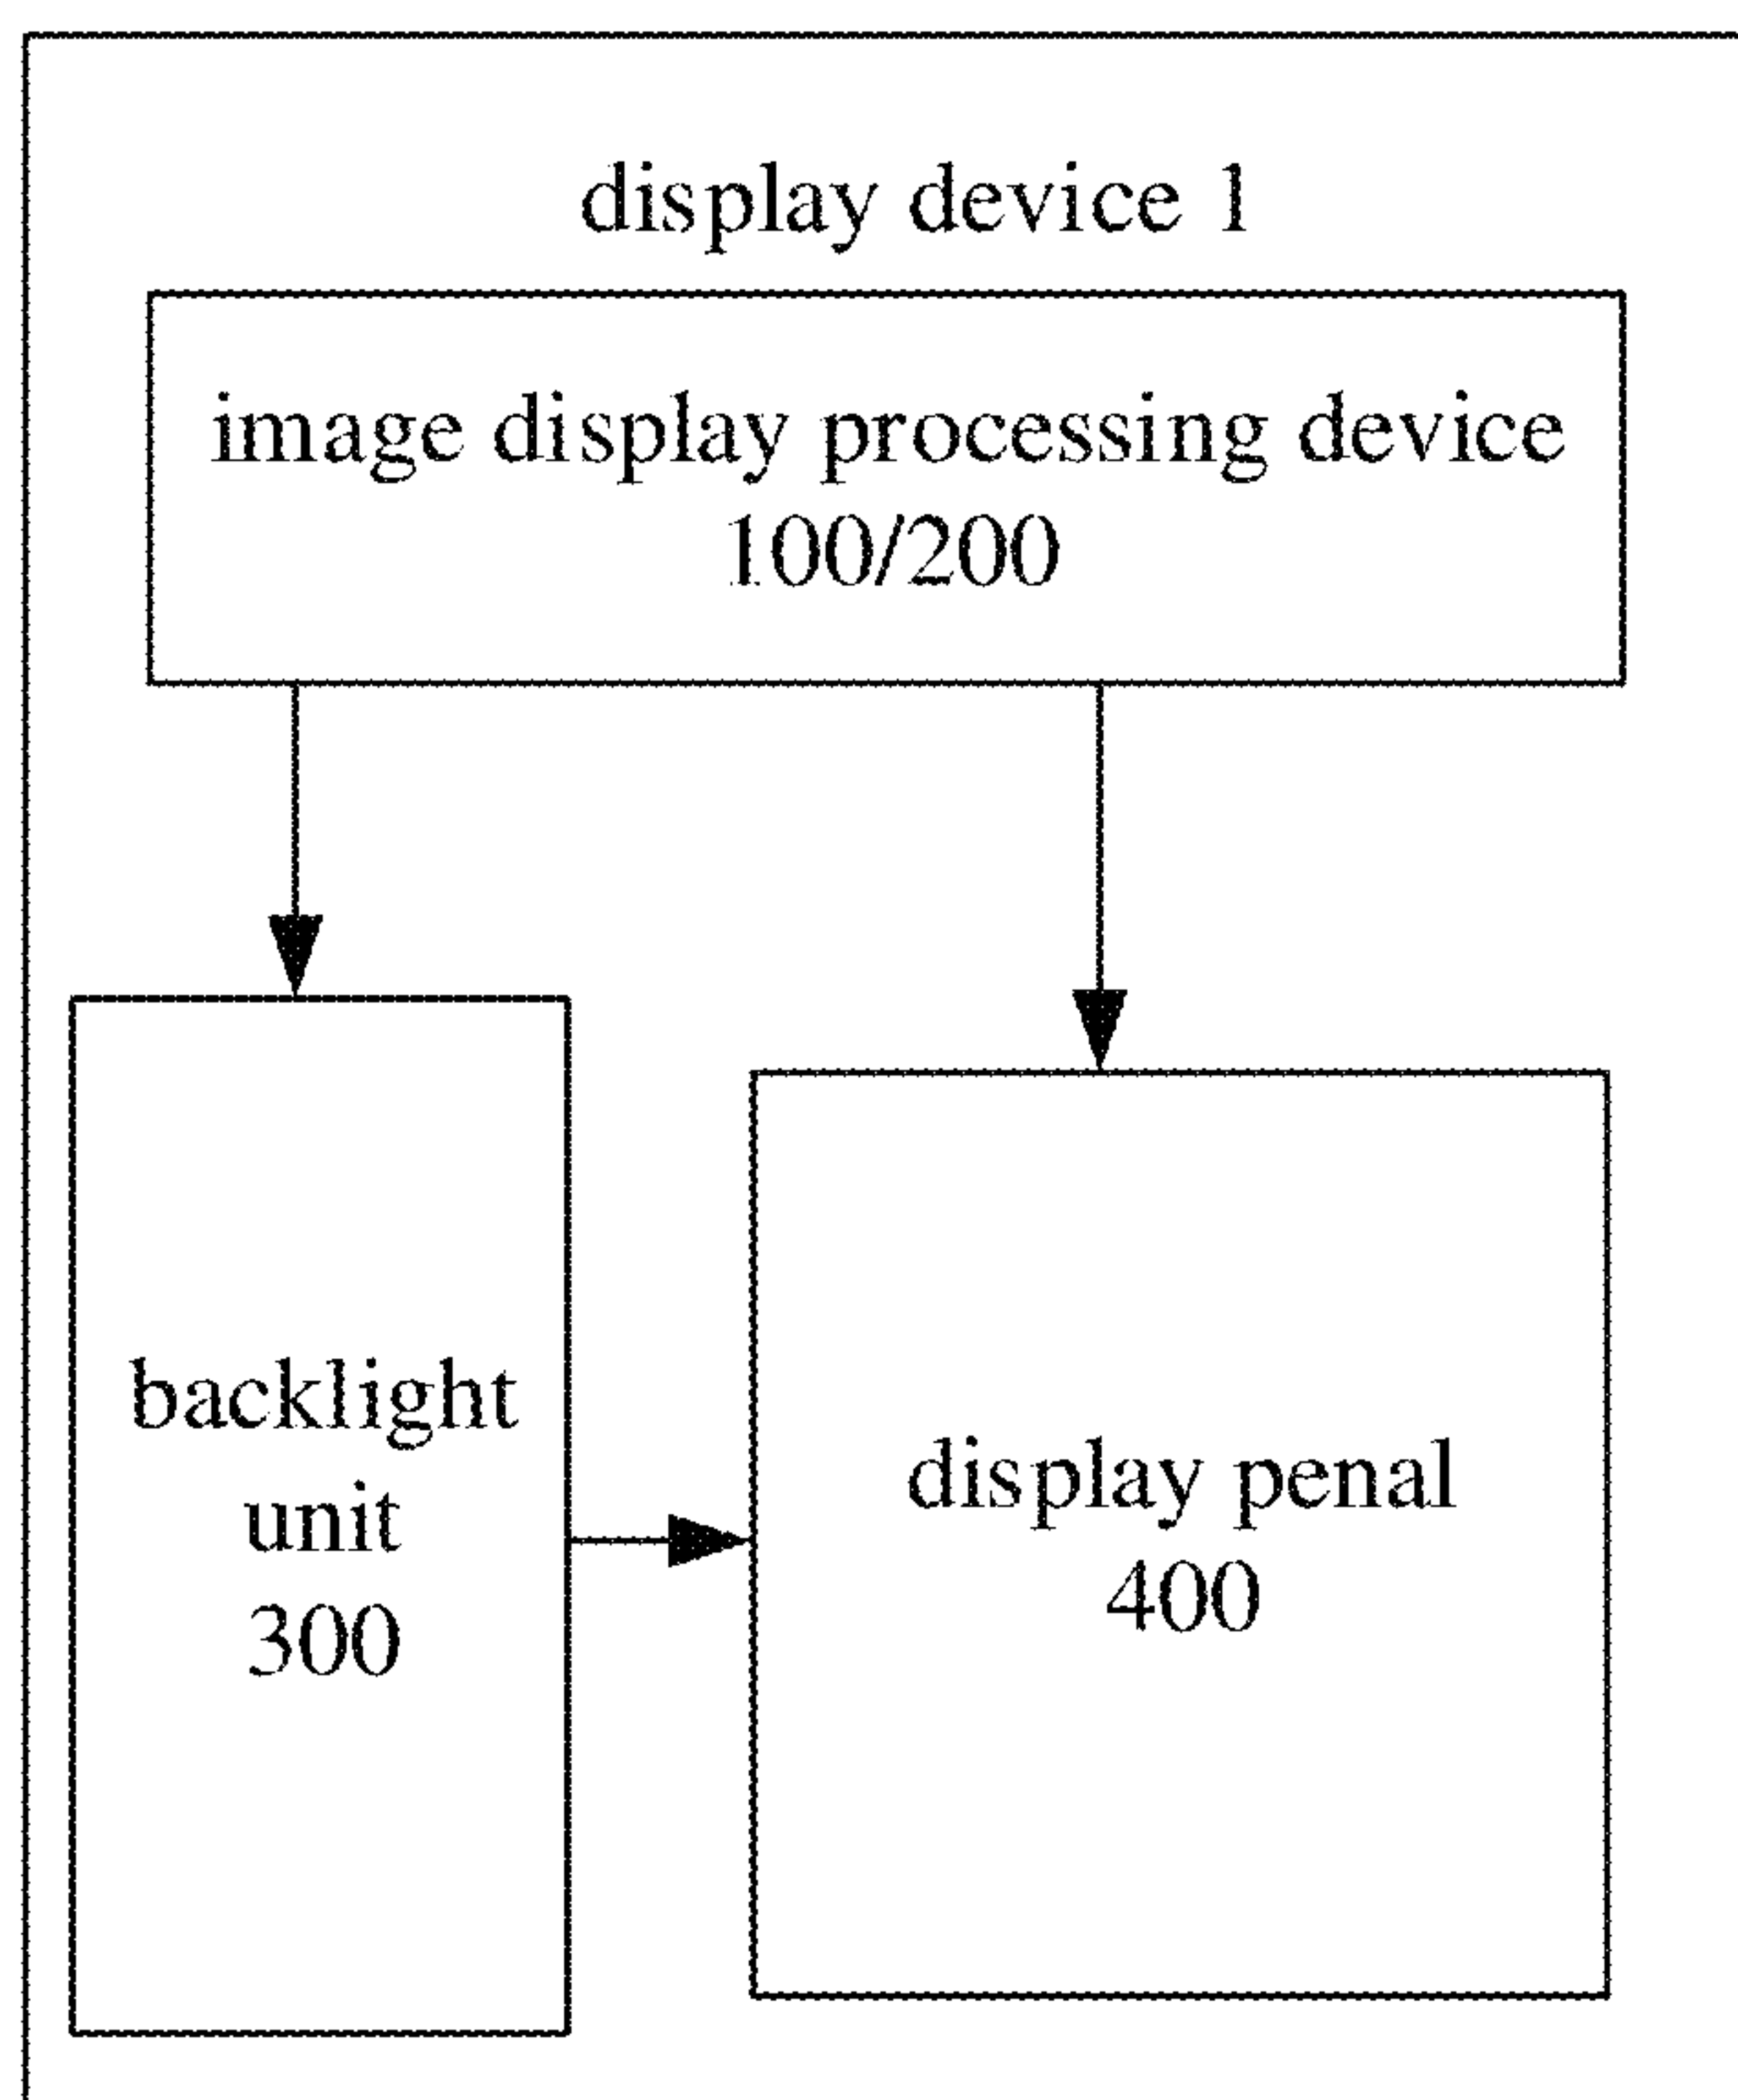 display device 1
image display processing device
100/200
backlight
unit
300
display penal
400